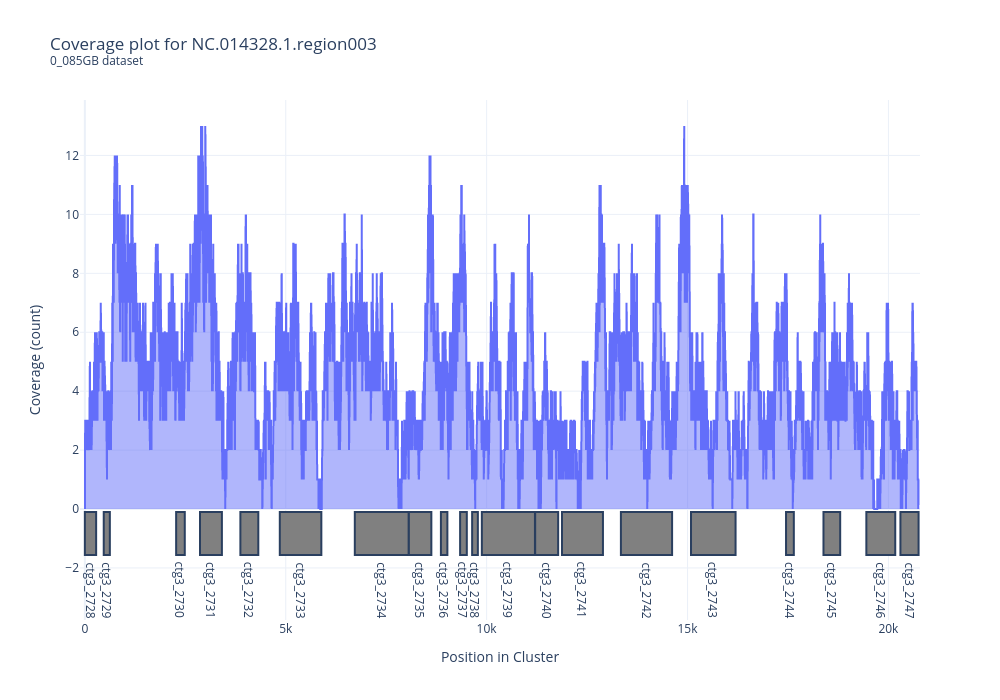 Coverage plot for NC.014328.1.region003
0_085GB dataset
Coverage (count)
12
10
8
6
4
2
0
−2
ctg3_2728
ctg3_2729
ctg3_2730
ctg3_2731
ctg3_2732
ctg3_2733
ctg3_2734
ctg3_2735
ctg3_2736
ctg3_2737
ctg3_2738
ctg3_2739
ctg3_2740
ctg3_2741
ctg3_2742
ctg3_2743
ctg3_2744
ctg3_2745
ctg3_2746
ctg3_2747
0
5k
10k
15k
20k
Position in Cluster